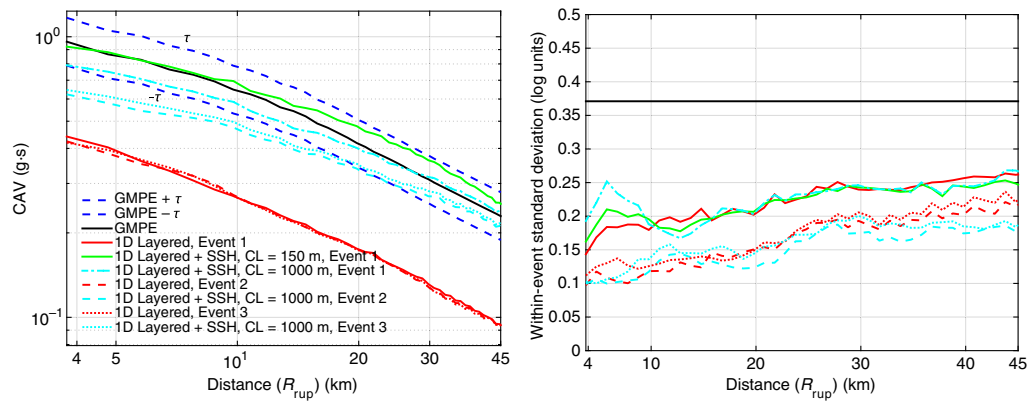 10⁰
10⁻¹
CAV (g·s)
τ
-τ
GMPE + τ
GMPE − τ
GMPE
1D Layered, Event 1
1D Layered + SSH, CL = 150 m, Event 1
1D Layered + SSH, CL = 1000 m, Event 1
1D Layered, Event 2
1D Layered + SSH, CL = 1000 m, Event 2
1D Layered, Event 3
1D Layered + SSH, CL = 1000 m, Event 3
4 5 10¹ 20 30 45
Distance (R_rup) (km)
Within-event standard deviation (log units)
0.5
0.45
0.4
0.35
0.3
0.25
0.2
0.15
0.1
0.05
0
4 10 20 30 40 45
Distance (R_rup) (km)